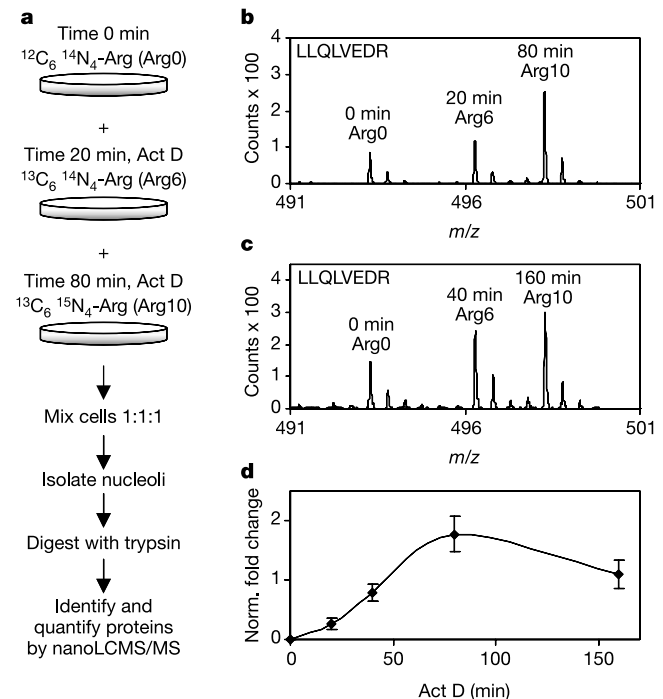 a
Time 0 min
¹²C₆ ¹⁴N₄-Arg (Arg0)
+
Time 20 min, Act D
¹³C₆ ¹⁴N₄-Arg (Arg6)
+
Time 80 min, Act D
¹³C₆ ¹⁵N₄-Arg (Arg10)
Mix cells 1:1:1
Isolate nucleoli
Digest with trypsin
Identify and
quantify proteins
by nanoLCMS/MS
b
LLQLVEDR
80 min
Arg10
20 min
Arg6
0 min
Arg0
Counts x 100
4
3
2
1
0
491
496
501
m/z
c
LLQLVEDR
160 min
Arg10
40 min
Arg6
0 min
Arg0
Counts x 100
4
3
2
1
0
491
496
501
m/z
d
Norm. fold change
2
1
0
0
50
100
150
Act D (min)